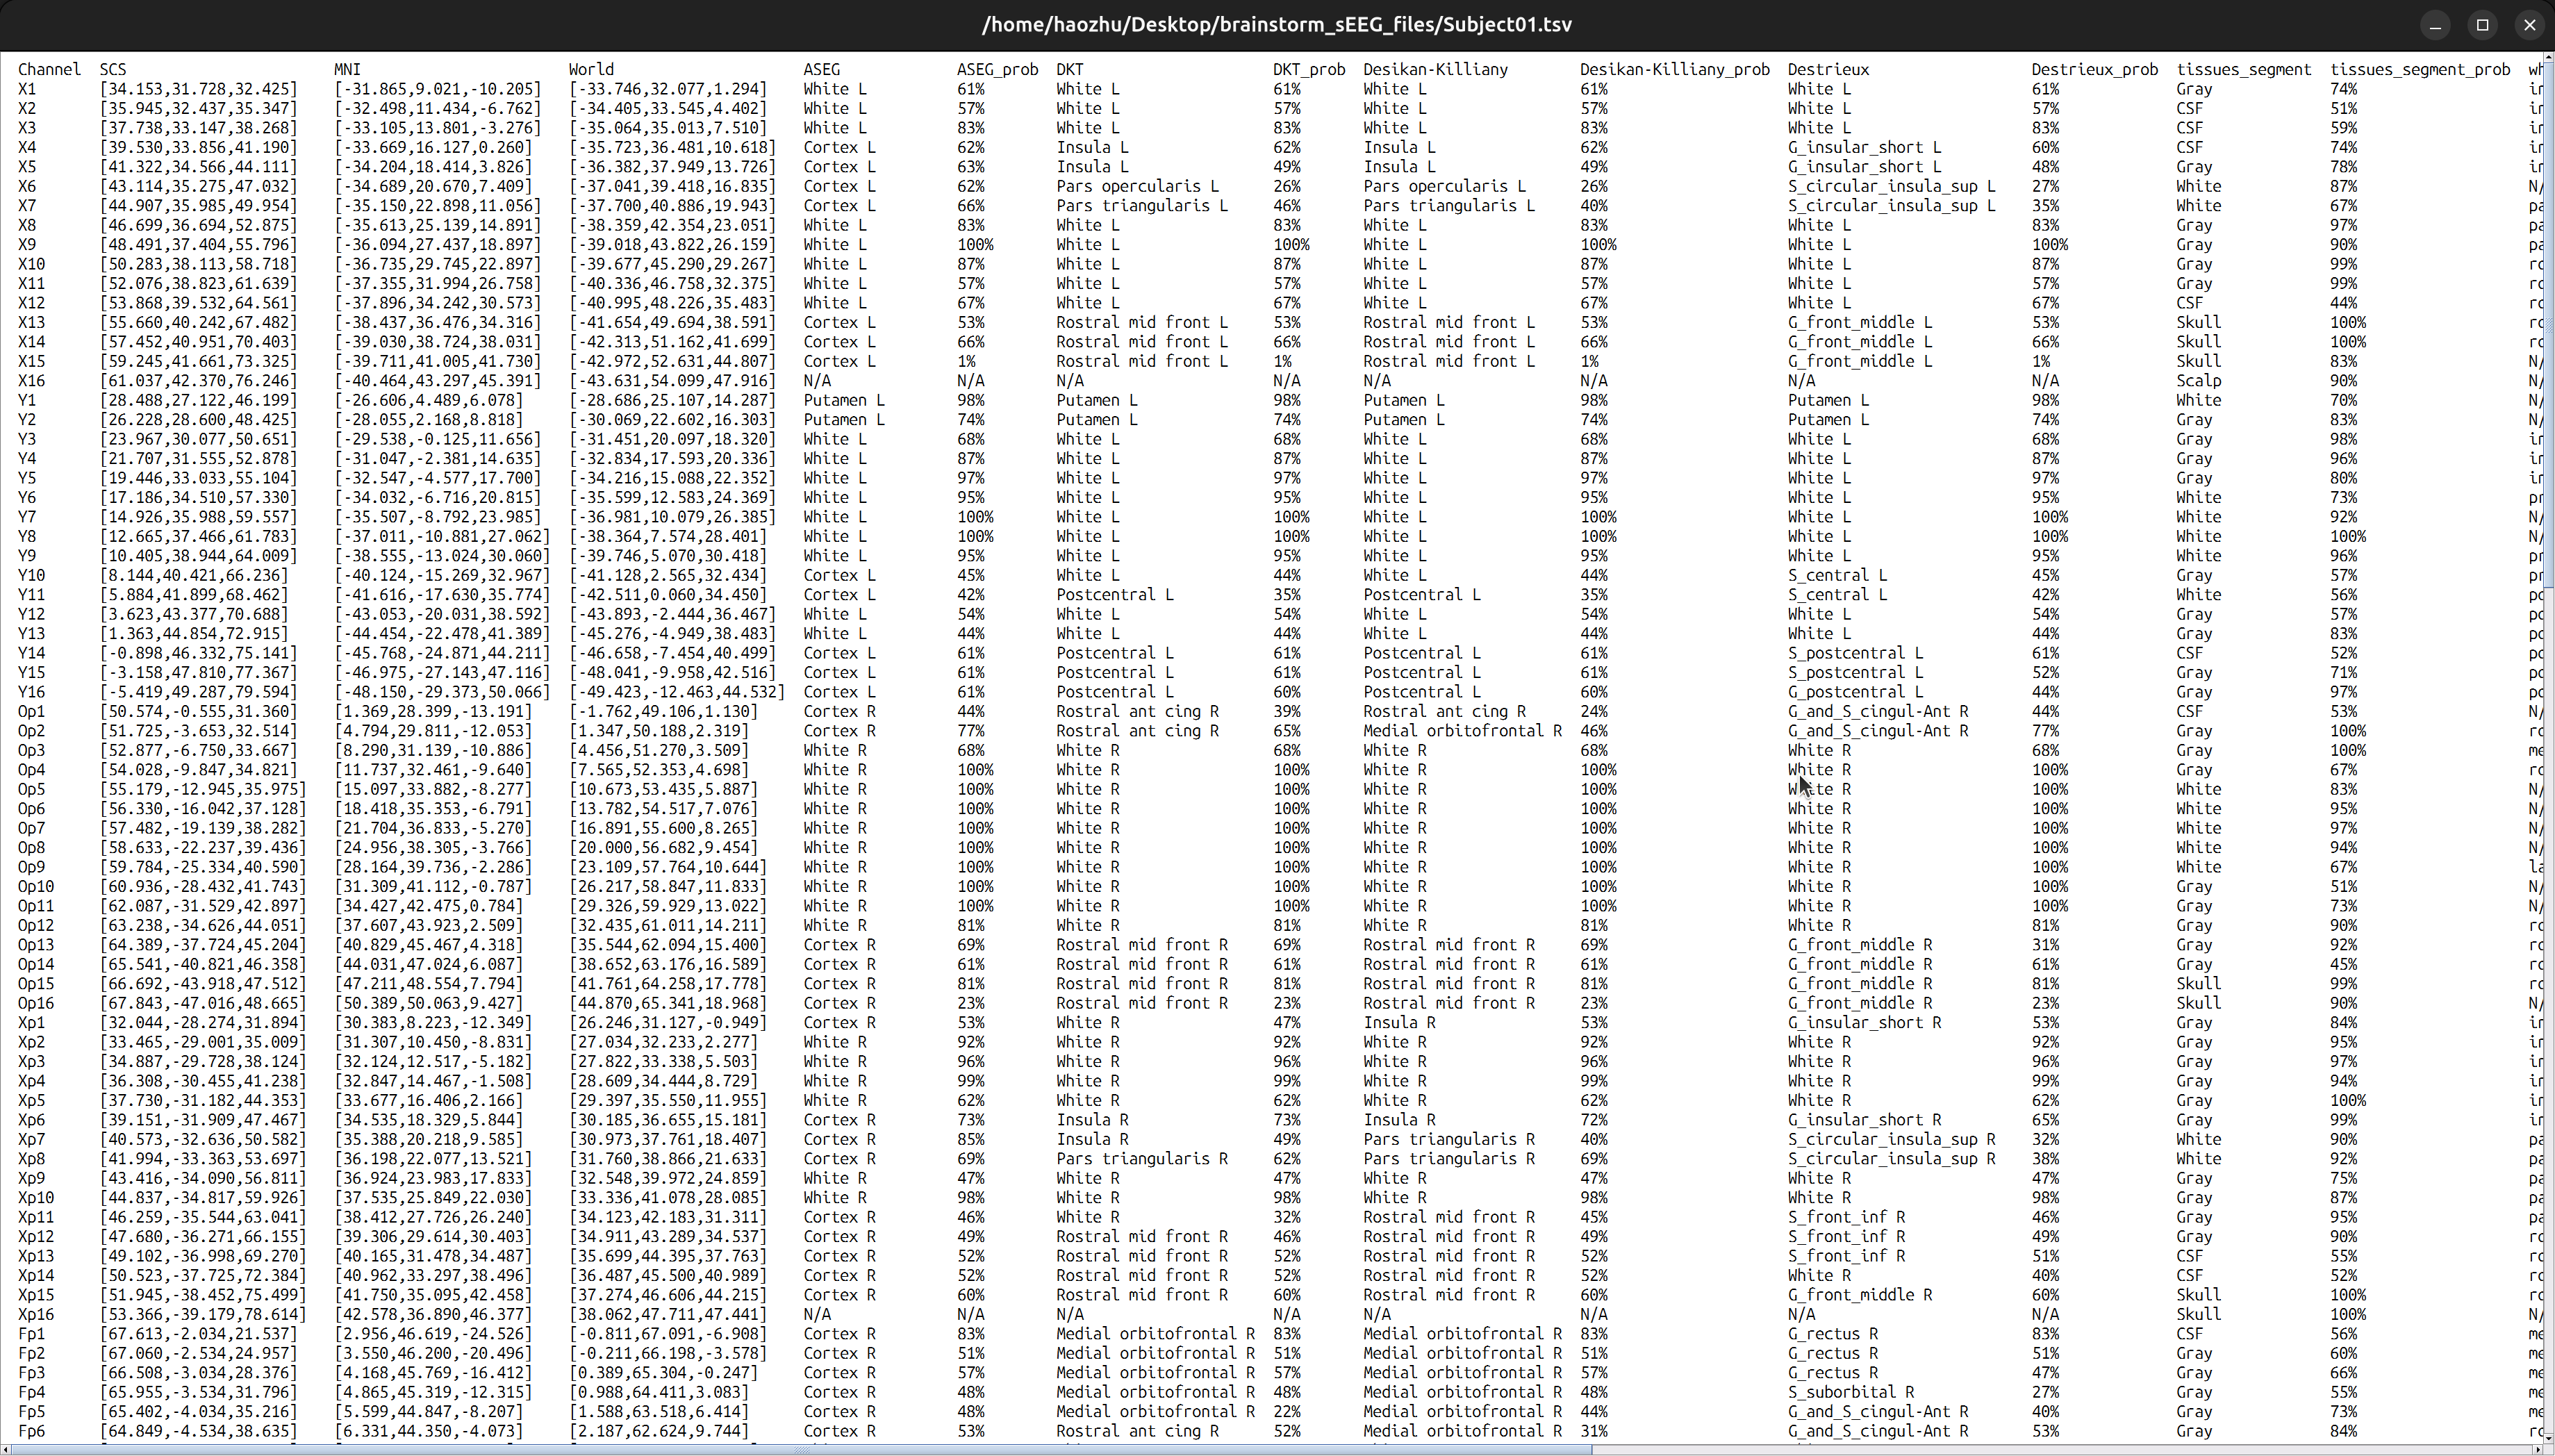 /home/haozhu/Desktop/brainstorm_sEEG_files/Subject01.tsv
Channel SCS MNI World ASEG ASEG_prob DKT DKT_prob Desikan-Killiany Desikan-Killiany_prob Destrieux Destrieux_prob tissues_segment tissues_segment_prob wh
X1 [34.153,31.728,32.425] [-31.865,9.021,-10.205] [-33.746,32.077,1.294] White L 61% White L 61% White L 61% White L 61% Gray 74% in
X2 [35.945,32.437,35.347] [-32.498,11.434,-6.762] [-34.405,33.545,4.402] White L 57% White L 57% White L 57% White L 57% CSF 51% in
X3 [37.738,33.147,38.268] [-33.105,13.801,-3.276] [-35.064,35.013,7.510] White L 83% White L 83% White L 83% White L 83% CSF 59% in
X4 [39.530,33.856,41.190] [-33.669,16.127,0.260] [-35.723,36.481,10.618] Cortex L 62% Insula L 62% Insula L 62% G_insular_short L 60% CSF 74% in
X5 [41.322,34.566,44.111] [-34.204,18.414,3.826] [-36.382,37.949,13.726] Cortex L 63% Insula L 49% Insula L 49% G_insular_short L 48% Gray 78% in
X6 [43.114,35.275,47.032] [-34.689,20.670,7.409] [-37.041,39.418,16.835] Cortex L 62% Pars opercularis L 26% Pars opercularis L 26% S_circular_insula_sup L 27% White 87% N/
X7 [44.907,35.985,49.954] [-35.150,22.898,11.056] [-37.700,40.886,19.943] Cortex L 66% Pars triangularis L 46% Pars triangularis L 40% S_circular_insula_sup L 35% White 67% pa
X8 [46.699,36.694,52.875] [-35.613,25.139,14.891] [-38.359,42.354,23.051] White L 83% White L 83% White L 83% White L 83% Gray 97% pa
X9 [48.491,37.404,55.796] [-36.094,27.437,18.897] [-39.018,43.822,26.159] White L 100% White L 100% White L 100% White L 100% Gray 90% pa
X10 [50.283,38.113,58.718] [-36.735,29.745,22.897] [-39.677,45.290,29.267] White L 87% White L 87% White L 87% White L 87% Gray 99% ro
X11 [52.076,38.823,61.639] [-37.355,31.994,26.758] [-40.336,46.758,32.375] White L 57% White L 57% White L 57% White L 57% Gray 99% ro
X12 [53.868,39.532,64.561] [-37.896,34.242,30.573] [-40.995,48.226,35.483] White L 67% White L 67% White L 67% White L 67% CSF 44% ro
X13 [55.660,40.242,67.482] [-38.437,36.476,34.316] [-41.654,49.694,38.591] Cortex L 53% Rostral mid front L 53% Rostral mid front L 53% G_front_middle L 53% Skull 100% ro
X14 [57.452,40.951,70.403] [-39.030,38.724,38.031] [-42.313,51.162,41.699] Cortex L 66% Rostral mid front L 66% Rostral mid front L 66% G_front_middle L 66% Skull 100% ro
X15 [59.245,41.661,73.325] [-39.711,41.005,41.730] [-42.972,52.631,44.807] Cortex L 1% Rostral mid front L 1% Rostral mid front L 1% G_front_middle L 1% Skull 83% N/
X16 [61.037,42.370,76.246] [-40.464,43.297,45.391] [-43.631,54.099,47.916] N/A N/A N/A N/A N/A N/A N/A N/A Scalp 90% N/
Y1 [28.488,27.122,46.199] [-26.606,4.489,6.078] [-28.686,25.107,14.287] Putamen L 98% Putamen L 98% Putamen L 98% Putamen L 98% White 70% N/
Y2 [26.228,28.600,48.425] [-28.055,2.168,8.818] [-30.069,22.602,16.303] Putamen L 74% Putamen L 74% Putamen L 74% Putamen L 74% Gray 83% N/
Y3 [23.967,30.077,50.651] [-29.538,-0.125,11.656] [-31.451,20.097,18.320] White L 68% White L 68% White L 68% White L 68% Gray 98% in
Y4 [21.707,31.555,52.878] [-31.047,-2.381,14.635] [-32.834,17.593,20.336] White L 87% White L 87% White L 87% White L 87% Gray 96% in
Y5 [19.446,33.033,55.104] [-32.547,-4.577,17.700] [-34.216,15.088,22.352] White L 97% White L 97% White L 97% White L 97% Gray 80% in
Y6 [17.186,34.510,57.330] [-34.032,-6.716,20.815] [-35.599,12.583,24.369] White L 95% White L 95% White L 95% White L 95% White 73% pr
Y7 [14.926,35.988,59.557] [-35.507,-8.792,23.985] [-36.981,10.079,26.385] White L 100% White L 100% White L 100% White L 100% White 92% N/
Y8 [12.665,37.466,61.783] [-37.011,-10.881,27.062] [-38.364,7.574,28.401] White L 100% White L 100% White L 100% White L 100% White 100% N/
Y9 [10.405,38.944,64.009] [-38.555,-13.024,30.060] [-39.746,5.070,30.418] White L 95% White L 95% White L 95% White L 95% White 96% pr
Y10 [8.144,40.421,66.236] [-40.124,-15.269,32.967] [-41.128,2.565,32.434] Cortex L 45% White L 44% White L 44% S_central L 45% Gray 57% pr
Y11 [5.884,41.899,68.462] [-41.616,-17.630,35.774] [-42.511,0.060,34.450] Cortex L 42% Postcentral L 35% Postcentral L 35% S_central L 42% White 56% po
Y12 [3.623,43.377,70.688] [-43.053,-20.031,38.592] [-43.893,-2.444,36.467] White L 54% White L 54% White L 54% White L 54% Gray 57% po
Y13 [1.363,44.854,72.915] [-44.454,-22.478,41.389] [-45.276,-4.949,38.483] White L 44% White L 44% White L 44% White L 44% Gray 83% po
Y14 [-0.898,46.332,75.141] [-45.768,-24.871,44.211] [-46.658,-7.454,40.499] Cortex L 61% Postcentral L 61% Postcentral L 61% S_postcentral L 61% CSF 52% po
Y15 [-3.158,47.810,77.367] [-46.975,-27.143,47.116] [-48.041,-9.958,42.516] Cortex L 61% Postcentral L 61% Postcentral L 61% S_postcentral L 52% Gray 71% po
Y16 [-5.419,49.287,79.594] [-48.150,-29.373,50.066] [-49.423,-12.463,44.532] Cortex L 61% Postcentral L 60% Postcentral L 60% G_postcentral L 44% Gray 97% po
Op1 [50.574,-0.555,31.360] [1.369,28.399,-13.191] [-1.762,49.106,1.130] Cortex R 44% Rostral ant cing R 39% Rostral ant cing R 24% G_and_S_cingul-Ant R 44% CSF 53% N/
Op2 [51.725,-3.653,32.514] [4.794,29.811,-12.053] [1.347,50.188,2.319] Cortex R 77% Rostral ant cing R 65% Medial orbitofrontal R 46% G_and_S_cingul-Ant R 77% Gray 100% ro
Op3 [52.877,-6.750,33.667] [8.290,31.139,-10.886] [4.456,51.270,3.509] White R 68% White R 68% White R 68% White R 68% Gray 100% me
Op4 [54.028,-9.847,34.821] [11.737,32.461,-9.640] [7.565,52.353,4.698] White R 100% White R 100% White R 100% White R 100% Gray 67% ro
Op5 [55.179,-12.945,35.975] [15.097,33.882,-8.277] [10.673,53.435,5.887] White R 100% White R 100% White R 100% White R 100% White 83% N/
Op6 [56.330,-16.042,37.128] [18.418,35.353,-6.791] [13.782,54.517,7.076] White R 100% White R 100% White R 100% White R 100% White 95% N/
Op7 [57.482,-19.139,38.282] [21.704,36.833,-5.270] [16.891,55.600,8.265] White R 100% White R 100% White R 100% White R 100% White 97% N/
Op8 [58.633,-22.237,39.436] [24.956,38.305,-3.766] [20.000,56.682,9.454] White R 100% White R 100% White R 100% White R 100% White 94% N/
Op9 [59.784,-25.334,40.590] [28.164,39.736,-2.286] [23.109,57.764,10.644] White R 100% White R 100% White R 100% White R 100% White 67% la
Op10 [60.936,-28.432,41.743] [31.309,41.112,-0.787] [26.217,58.847,11.833] White R 100% White R 100% White R 100% White R 100% Gray 51% N/
Op11 [62.087,-31.529,42.897] [34.427,42.475,0.784] [29.326,59.929,13.022] White R 100% White R 100% White R 100% White R 100% Gray 73% N/
Op12 [63.238,-34.626,44.051] [37.607,43.923,2.509] [32.435,61.011,14.211] White R 81% White R 81% White R 81% White R 81% Gray 90% ro
Op13 [64.389,-37.724,45.204] [40.829,45.467,4.318] [35.544,62.094,15.400] Cortex R 69% Rostral mid front R 69% Rostral mid front R 69% G_front_middle R 31% Gray 92% ro
Op14 [65.541,-40.821,46.358] [44.031,47.024,6.087] [38.652,63.176,16.589] Cortex R 61% Rostral mid front R 61% Rostral mid front R 61% G_front_middle R 61% Gray 45% ro
Op15 [66.692,-43.918,47.512] [47.211,48.554,7.794] [41.761,64.258,17.778] Cortex R 81% Rostral mid front R 81% Rostral mid front R 81% G_front_middle R 81% Skull 99% ro
Op16 [67.843,-47.016,48.665] [50.389,50.063,9.427] [44.870,65.341,18.968] Cortex R 23% Rostral mid front R 23% Rostral mid front R 23% G_front_middle R 23% Skull 90% N/
Xp1 [32.044,-28.274,31.894] [30.383,8.223,-12.349] [26.246,31.127,-0.949] Cortex R 53% White R 47% Insula R 53% G_insular_short R 53% Gray 84% in
Xp2 [33.465,-29.001,35.009] [31.307,10.450,-8.831] [27.034,32.233,2.277] White R 92% White R 92% White R 92% White R 92% Gray 95% in
Xp3 [34.887,-29.728,38.124] [32.124,12.517,-5.182] [27.822,33.338,5.503] White R 96% White R 96% White R 96% White R 96% Gray 97% in
Xp4 [36.308,-30.455,41.238] [32.847,14.467,-1.508] [28.609,34.444,8.729] White R 99% White R 99% White R 99% White R 99% Gray 94% in
Xp5 [37.730,-31.182,44.353] [33.677,16.406,2.166] [29.397,35.550,11.955] White R 62% White R 62% White R 62% White R 62% Gray 100% in
Xp6 [39.151,-31.909,47.467] [34.535,18.329,5.844] [30.185,36.655,15.181] Cortex R 73% Insula R 73% Insula R 72% G_insular_short R 65% Gray 99% in
Xp7 [40.573,-32.636,50.582] [35.388,20.218,9.585] [30.973,37.761,18.407] Cortex R 85% Insula R 49% Pars triangularis R 40% S_circular_insula_sup R 32% White 90% pa
Xp8 [41.994,-33.363,53.697] [36.198,22.077,13.521] [31.760,38.866,21.633] Cortex R 69% Pars triangularis R 62% Pars triangularis R 69% S_circular_insula_sup R 38% White 92% pa
Xp9 [43.416,-34.090,56.811] [36.924,23.983,17.833] [32.548,39.972,24.859] White R 47% White R 47% White R 47% White R 47% Gray 75% pa
Xp10 [44.837,-34.817,59.926] [37.535,25.849,22.030] [33.336,41.078,28.085] White R 98% White R 98% White R 98% White R 98% Gray 87% pa
Xp11 [46.259,-35.544,63.041] [38.412,27.726,26.240] [34.123,42.183,31.311] Cortex R 46% White R 32% Rostral mid front R 45% S_front_inf R 46% Gray 95% pa
Xp12 [47.680,-36.271,66.155] [39.306,29.614,30.403] [34.911,43.289,34.537] Cortex R 49% Rostral mid front R 46% Rostral mid front R 49% S_front_inf R 49% Gray 90% ro
Xp13 [49.102,-36.998,69.270] [40.165,31.478,34.487] [35.699,44.395,37.763] Cortex R 52% Rostral mid front R 52% Rostral mid front R 52% S_front_inf R 51% CSF 55% ro
Xp14 [50.523,-37.725,72.384] [40.962,33.297,38.496] [36.487,45.500,40.989] Cortex R 52% Rostral mid front R 52% Rostral mid front R 52% White R 40% CSF 52% ro
Xp15 [51.945,-38.452,75.499] [41.750,35.095,42.458] [37.274,46.606,44.215] Cortex R 60% Rostral mid front R 60% Rostral mid front R 60% G_front_middle R 60% Skull 100% ro
Xp16 [53.366,-39.179,78.614] [42.578,36.890,46.377] [38.062,47.711,47.441] N/A N/A N/A N/A N/A N/A N/A N/A Skull 100% N/
Fp1 [67.613,-2.034,21.537] [2.956,46.619,-24.526] [-0.811,67.091,-6.908] Cortex R 83% Medial orbitofrontal R 83% Medial orbitofrontal R 83% G_rectus R 83% CSF 56% me
Fp2 [67.060,-2.534,24.957] [3.550,46.200,-20.496] [-0.211,66.198,-3.578] Cortex R 51% Medial orbitofrontal R 51% Medial orbitofrontal R 51% G_rectus R 51% Gray 60% me
Fp3 [66.508,-3.034,28.376] [4.168,45.769,-16.412] [0.389,65.304,-0.247] Cortex R 57% Medial orbitofrontal R 57% Medial orbitofrontal R 57% G_rectus R 47% Gray 66% me
Fp4 [65.955,-3.534,31.796] [4.865,45.319,-12.315] [0.988,64.411,3.083] Cortex R 48% Medial orbitofrontal R 48% Medial orbitofrontal R 48% S_suborbital R 27% Gray 55% me
Fp5 [65.402,-4.034,35.216] [5.599,44.847,-8.207] [1.588,63.518,6.414] Cortex R 48% Medial orbitofrontal R 22% Medial orbitofrontal R 44% G_and_S_cingul-Ant R 40% Gray 73% me
Fp6 [64.849,-4.534,38.635] [6.331,44.350,-4.073] [2.187,62.624,9.744] Cortex R 53% Rostral ant cing R 52% Medial orbitofrontal R 31% G_and_S_cingul-Ant R 53% Gray 84% me